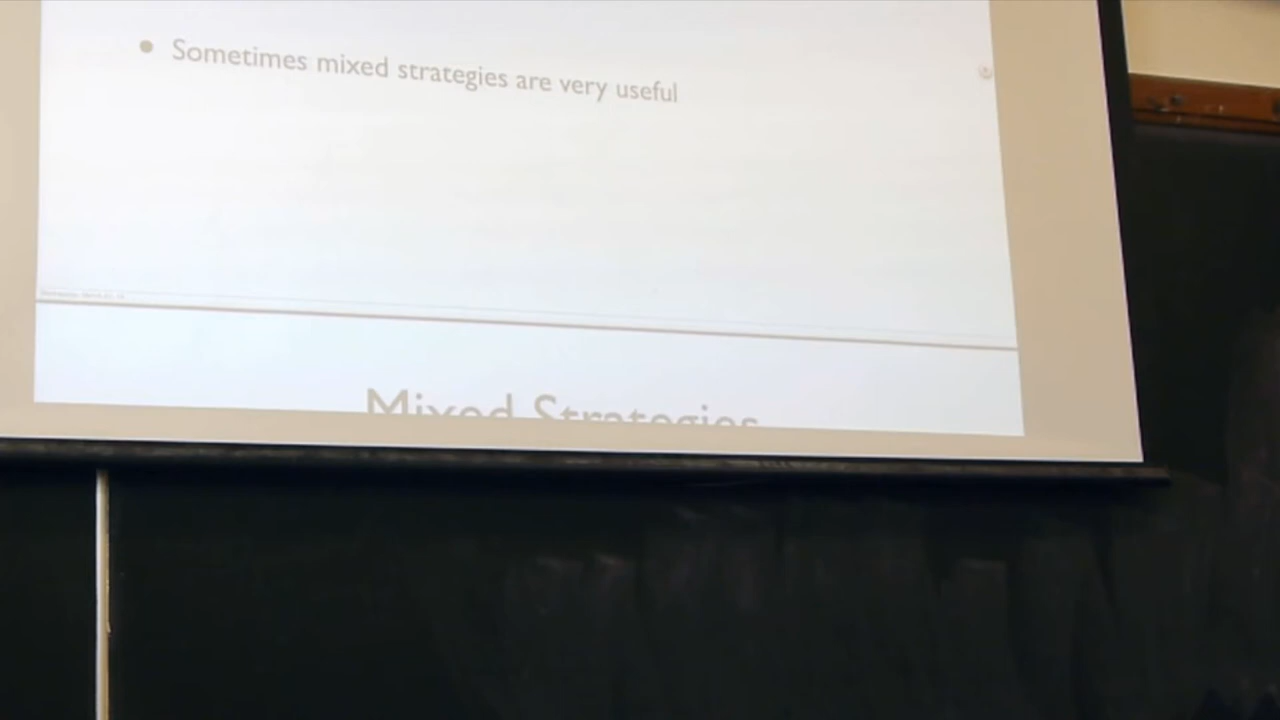 • Sometimes mixed strategies are very useful
Mixed Strategies